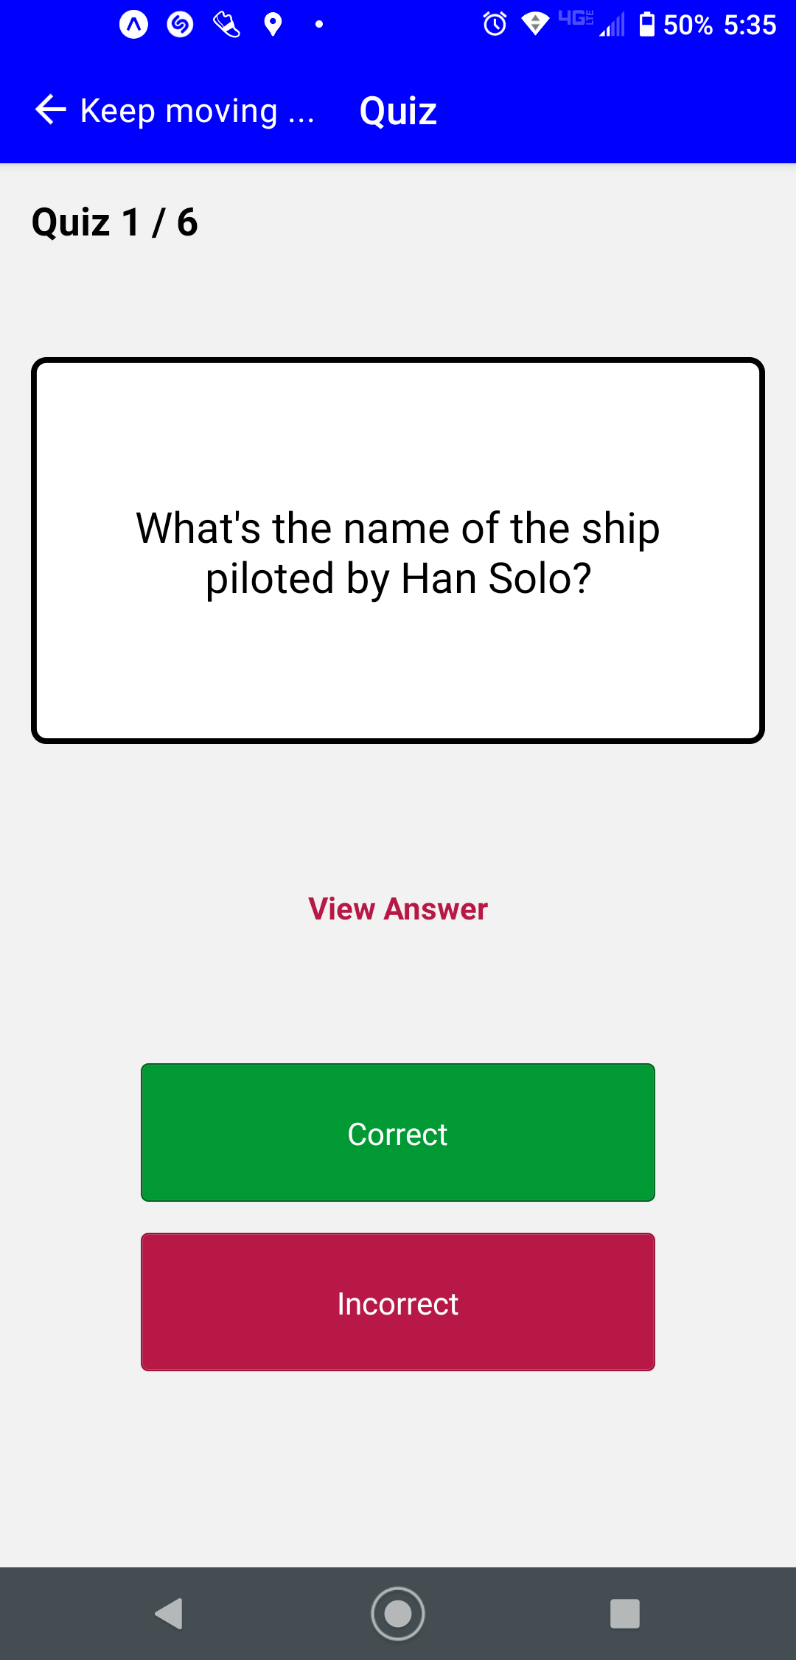 4G LTE 50% 5:35
Keep moving ... Quiz
Quiz 1 / 6
What's the name of the ship
piloted by Han Solo?
View Answer
Correct
Incorrect